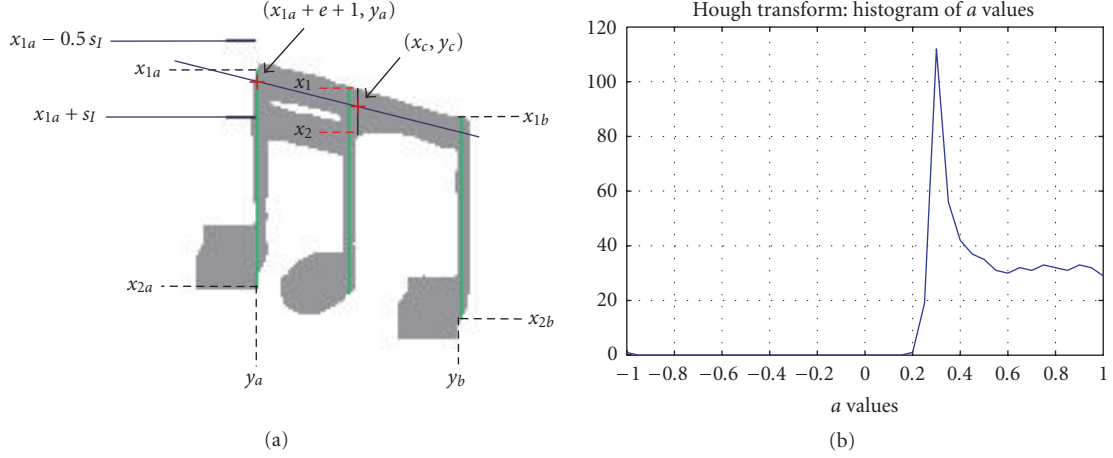 (x1a + e + 1, ya)
x1a − 0.5 sI
(xc, yc)
x1a
x1
x1a + sI
x2
x1b
x2a
x2b
ya
yb
(a)
Hough transform: histogram of a values
120
100
80
60
40
20
0
−1 −0.8 −0.6 −0.4 −0.2 0 0.2 0.4 0.6 0.8 1
a values
(b)